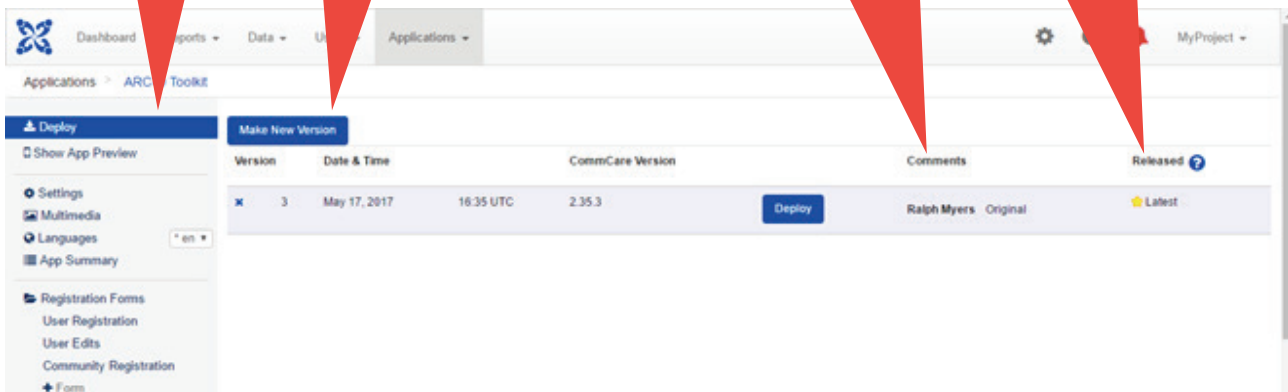 Dashboard Data Applications MyProject
Applications > Toolkit
Deploy
Show App Preview
Settings
Multimedia
Languages * en
App Summary
Registration Forms
User Registration
User Edits
Community Registration
Form
Make New Version
Version Date & Time CommCare Version Comments Released ?
x 3 May 17, 2017 16:35 UTC 2.35.3 Deploy Ralph Myers Original Latest